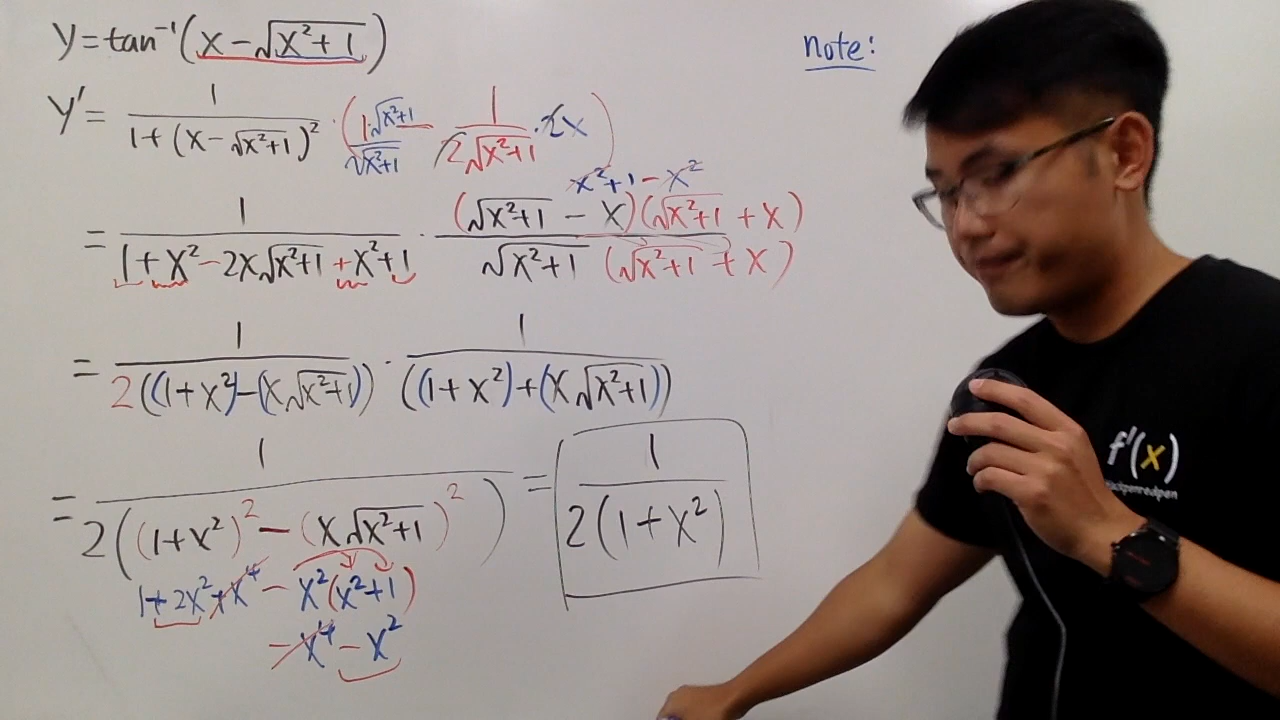 y = tan⁻¹(x − √(x²+1))
note:
y' = 1/(1+(x−√(x²+1))²) · (1·√(x²+1)/√(x²+1) − 1/(2√(x²+1)) · 2x)
x²+1 − x²
= 1/(1+x²−2x√(x²+1)+x²+1) · (√(x²+1) − x)(√(x²+1) + x)/(√(x²+1) (√(x²+1) + x))
= 1/(2((1+x²)−(x√(x²+1)))) · 1/((1+x²)+(x√(x²+1)))
= 1/(2((1+x²)² − (x√(x²+1))²)) = 1/(2(1+x²))
1+2x²+x⁴ − x²(x²+1)
−x⁴ − x²
f'(x)
blackpenredpen